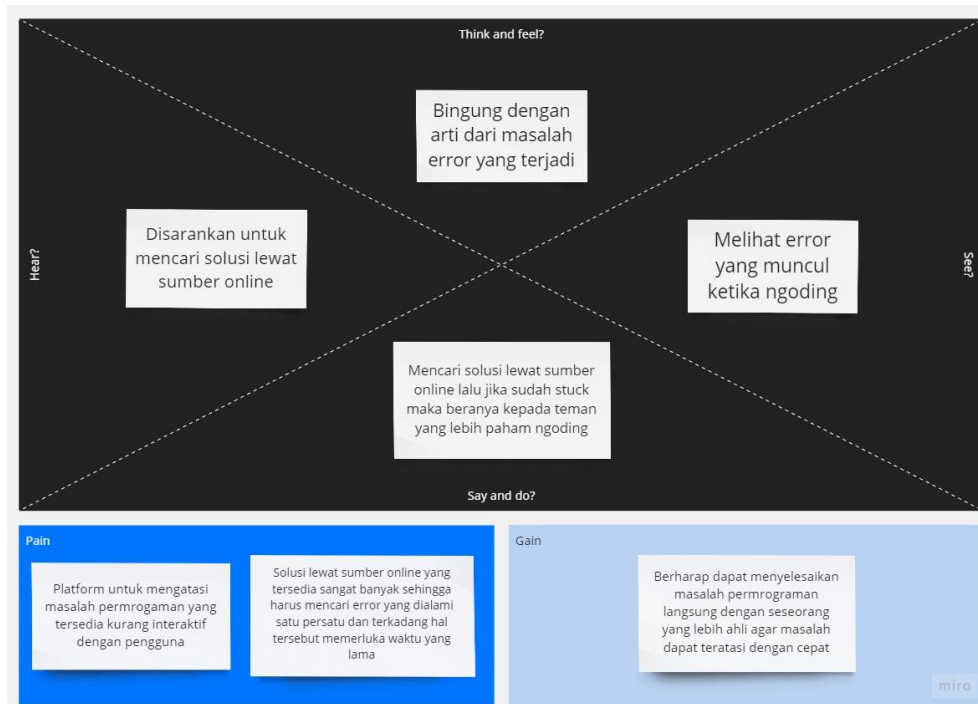 Think and feel?
Bingung dengan
arti dari masalah
error yang terjadi
Hear?
Disarankan untuk
mencari solusi lewat
sumber online
Melihat error
yang muncul
ketika ngoding
See?
Mencari solusi lewat sumber
online lalu jika sudah stuck
maka beranya kepada teman
yang lebih paham ngoding
Say and do?
Pain
Platform untuk mengatasi
masalah permrogaman yang
tersedia kurang interaktif
dengan pengguna
Solusi lewat sumber online yang
tersedia sangat banyak sehingga
harus mencari error yang dialami
satu persatu dan terkadang hal
tersebut memerluka waktu yang
lama
Gain
Berharap dapat menyelesaikan
masalah permrograman
langsung dengan seseorang
yang lebih ahli agar masalah
dapat teratasi dengan cepat
miro